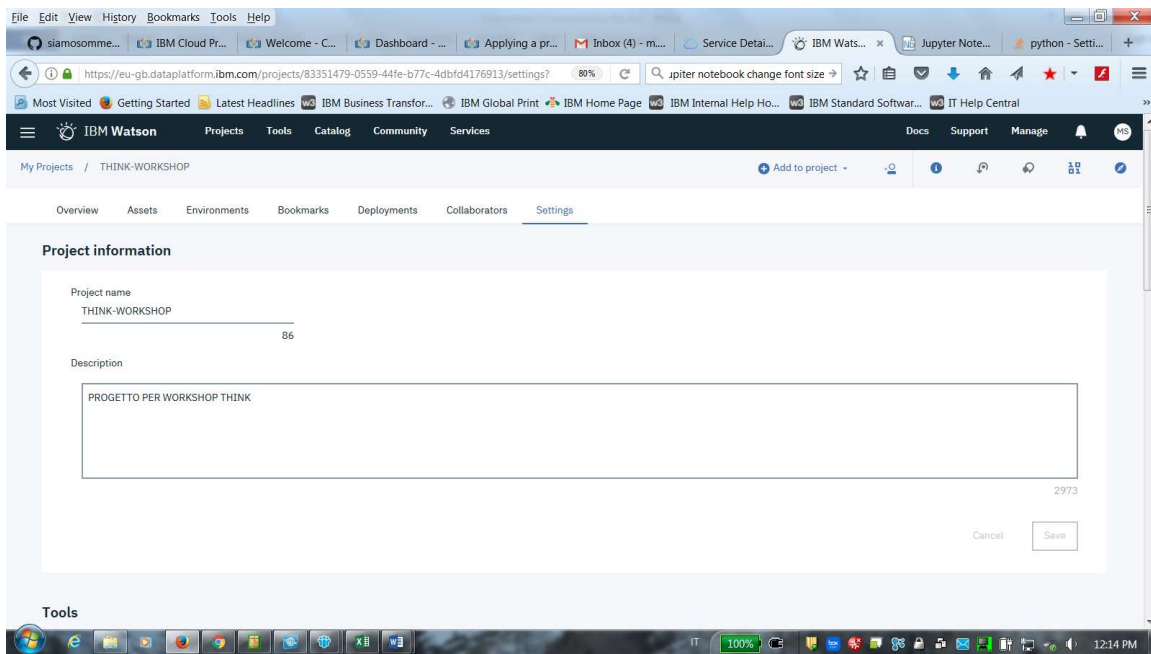 File Edit View History Bookmarks Tools Help
siamosomme... IBM Cloud Pr... Welcome - C... Dashboard - ... Applying a pr... Inbox (4) - m... Service Detai... IBM Wats... × Jupyter Note... python - Setti... +
https://eu-gb.dataplatform.ibm.com/projects/83351479-0559-44fe-b77c-4dbfd4176913/settings? 80% upiter notebook change font size
Most Visited Getting Started Latest Headlines w3 IBM Business Transfor... IBM Global Print IBM Home Page w3 IBM Internal Help Ho... w3 IBM Standard Softwar... w3 IT Help Central »
IBM Watson Projects Tools Catalog Community Services Docs Support Manage MS
My Projects / THINK-WORKSHOP Add to project
Overview Assets Environments Bookmarks Deployments Collaborators Settings
Project information
Project name
THINK-WORKSHOP
86
Description
PROGETTO PER WORKSHOP THINK
2973
Cancel Save
Tools
IT 100% 12:14 PM